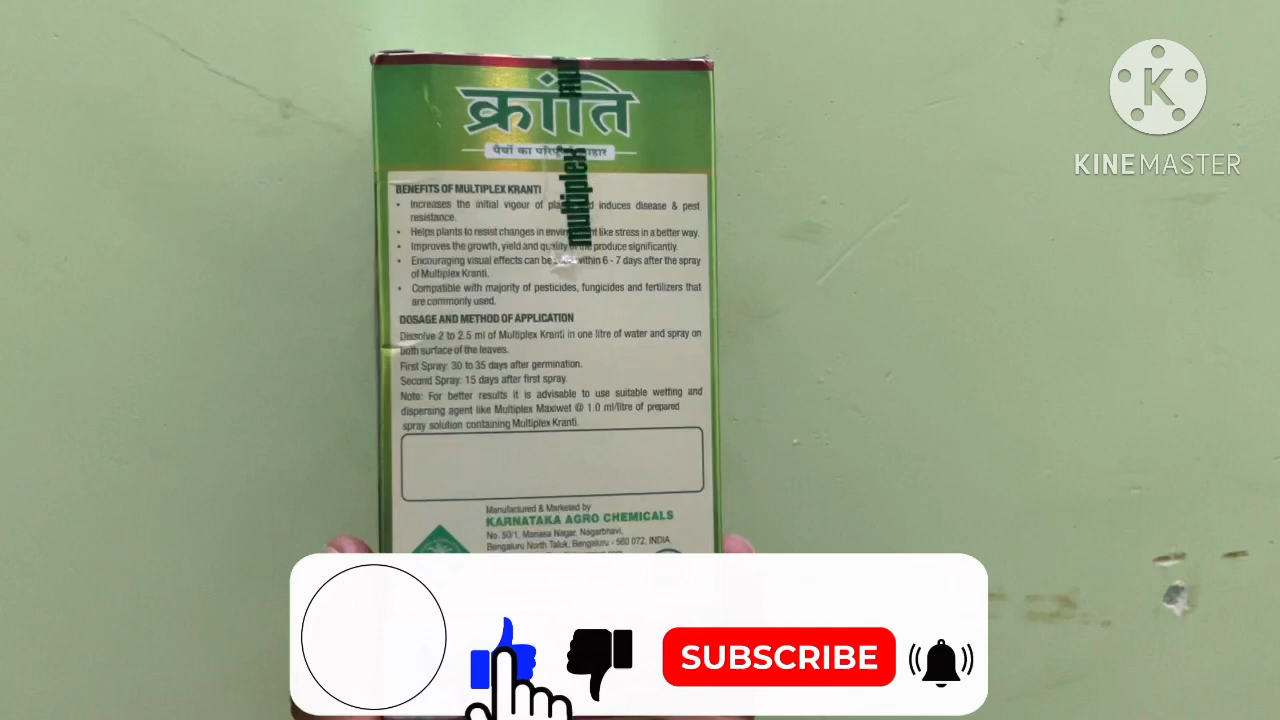 K
KINEMASTER
क्रांति
पौधों का
multiplex
BENEFITS OF MULTIPLEX KRANTI
• Increases the initial vigour of induces disease & pest
resistance.
• Helps plants to resist changes in like stress in a better way.
• Improves the growth, yield and quality of the produce significantly.
• Encouraging visual effects can be within 6 - 7 days after the spray
of Multiplex Kranti.
• Compatible with majority of pesticides, fungicides and fertilizers that
are commonly used.
DOSAGE AND METHOD OF APPLICATION
Dissolve 2 to 2.5 ml of Multiplex Kranti in one litre of water and spray on
both surface of the leaves.
First Spray: 30 to 35 days after germination.
Second Spray: 15 days after first spray.
Note: For better results it is advisable to use suitable wetting and
dispersing agent like Multiplex Maxiwet @ 1.0 ml/litre of prepared
spray solution containing Multiplex Kranti.
Manufactured & Marketed by
KARNATAKA AGRO CHEMICALS
No. 50/1, Manasa Nagar, Nagarbhavi,
Bengaluru North Taluk, Bengaluru - 560 072, INDIA
SUBSCRIBE